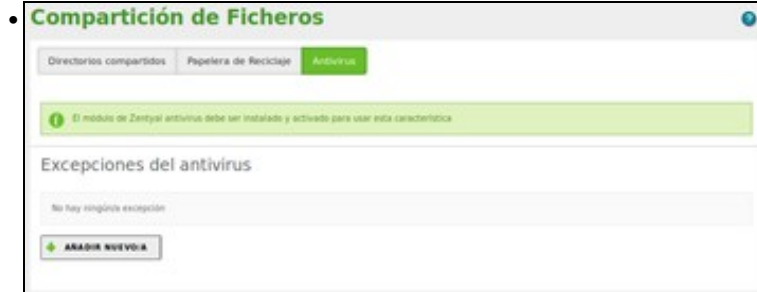 Compartición de Ficheros
Directorios compartidos Papelera de Reciclaje Antivirus
El módulo de Zentyal antivirus debe ser instalado y activado para usar esta característica
Excepciones del antivirus
No hay ningún/a excepción
AÑADIR NUEVO/A